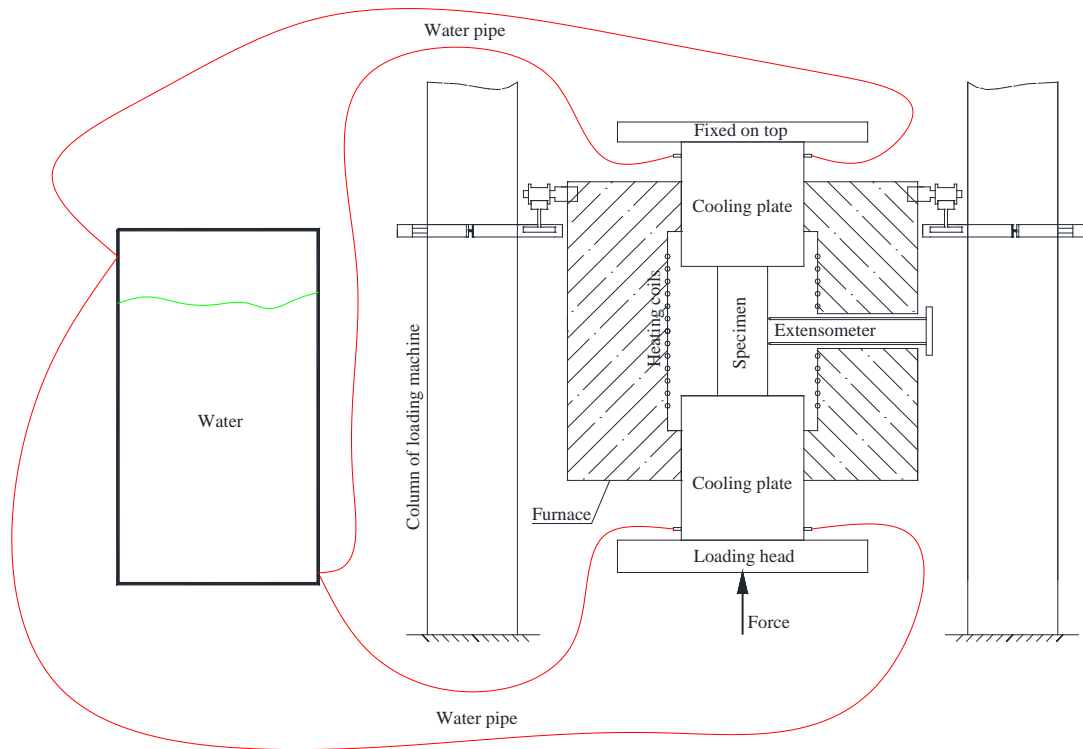 Water pipe
Fixed on top
Cooling plate
Heating coils
Specimen
Extensometer
Column of loading machine
Water
Cooling plate
Furnace
Loading head
Force
Water pipe